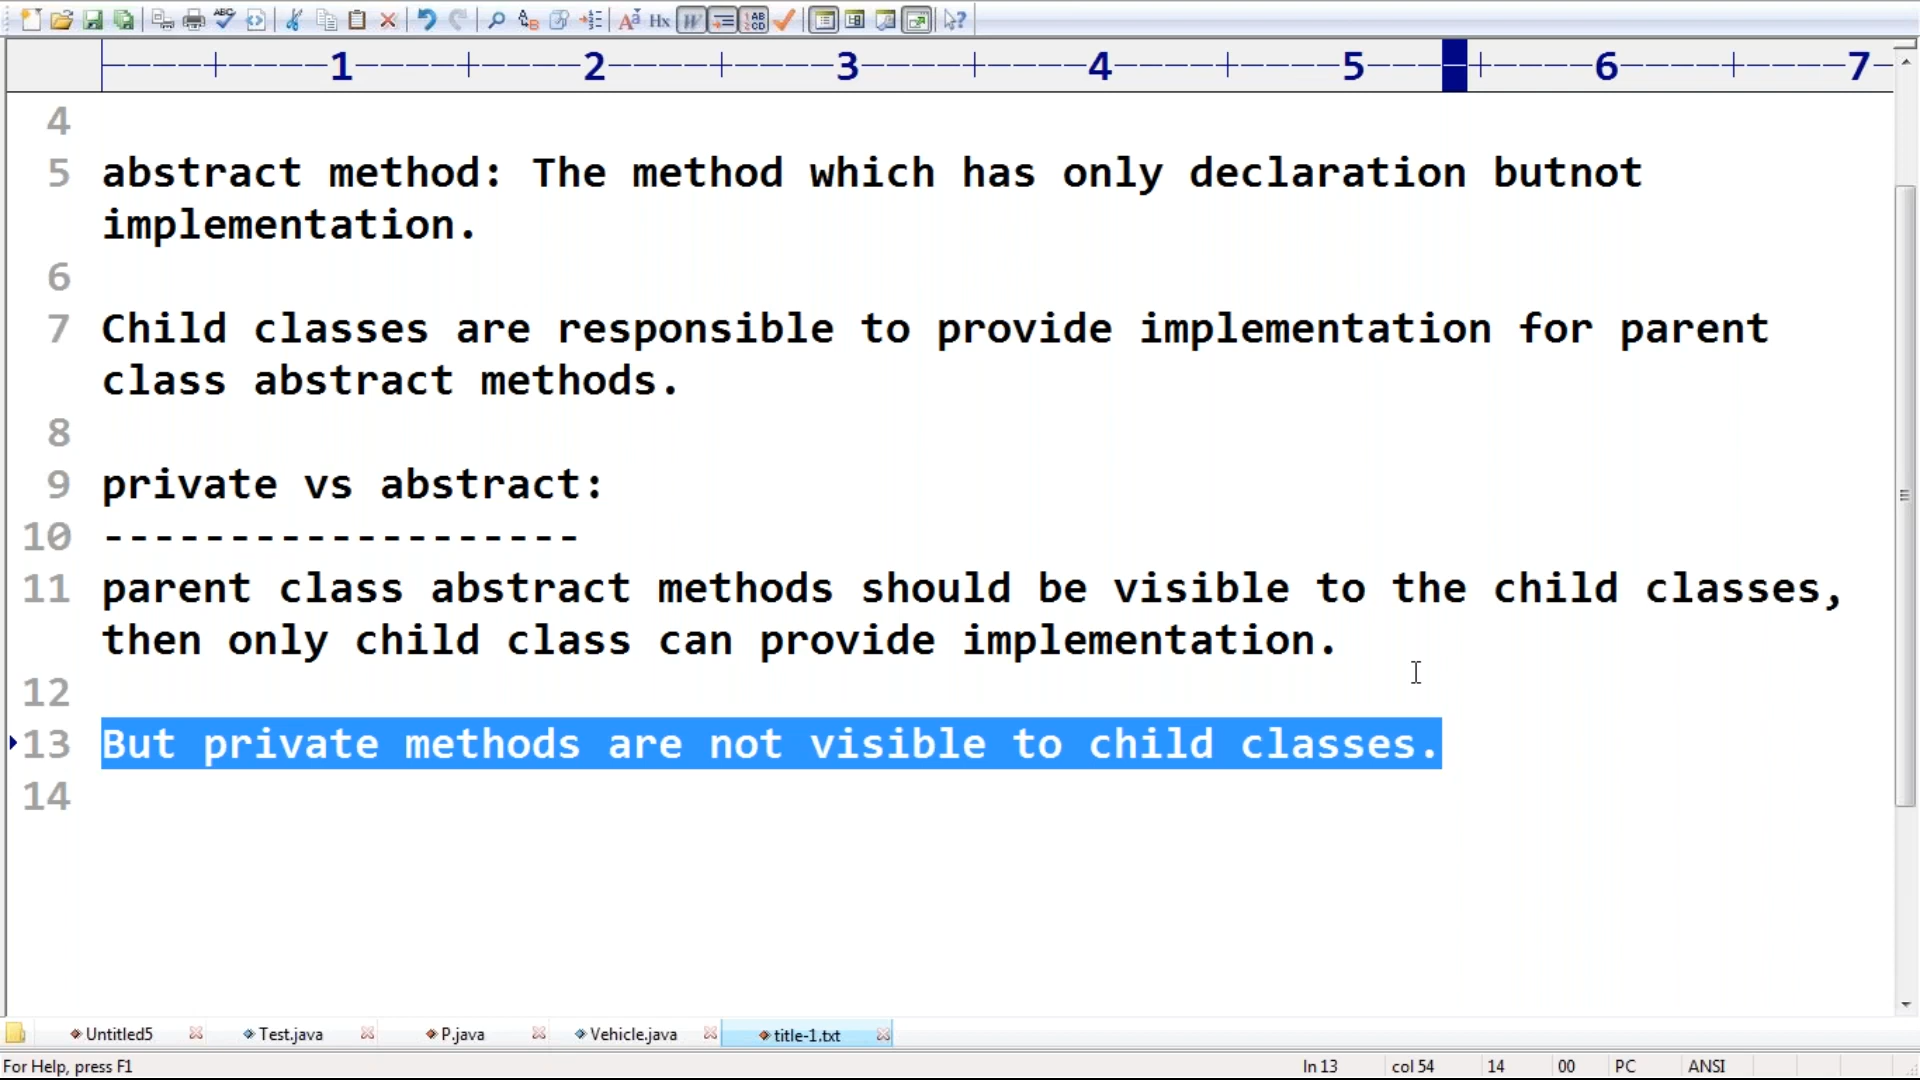 Hx W
-----+----1----+----2----+----3----+----4----+----5----+----6----+----7--
4
5 abstract method: The method which has only declaration butnot
implementation.
6
7 Child classes are responsible to provide implementation for parent
class abstract methods.
8
9 private vs abstract:
10 -------------------
11 parent class abstract methods should be visible to the child classes,
then only child class can provide implementation.
12
13 But private methods are not visible to child classes.
14
Untitled5 Test.java P.java Vehicle.java title-1.txt
For Help, press F1 ln 13 col 54 14 00 PC ANSI